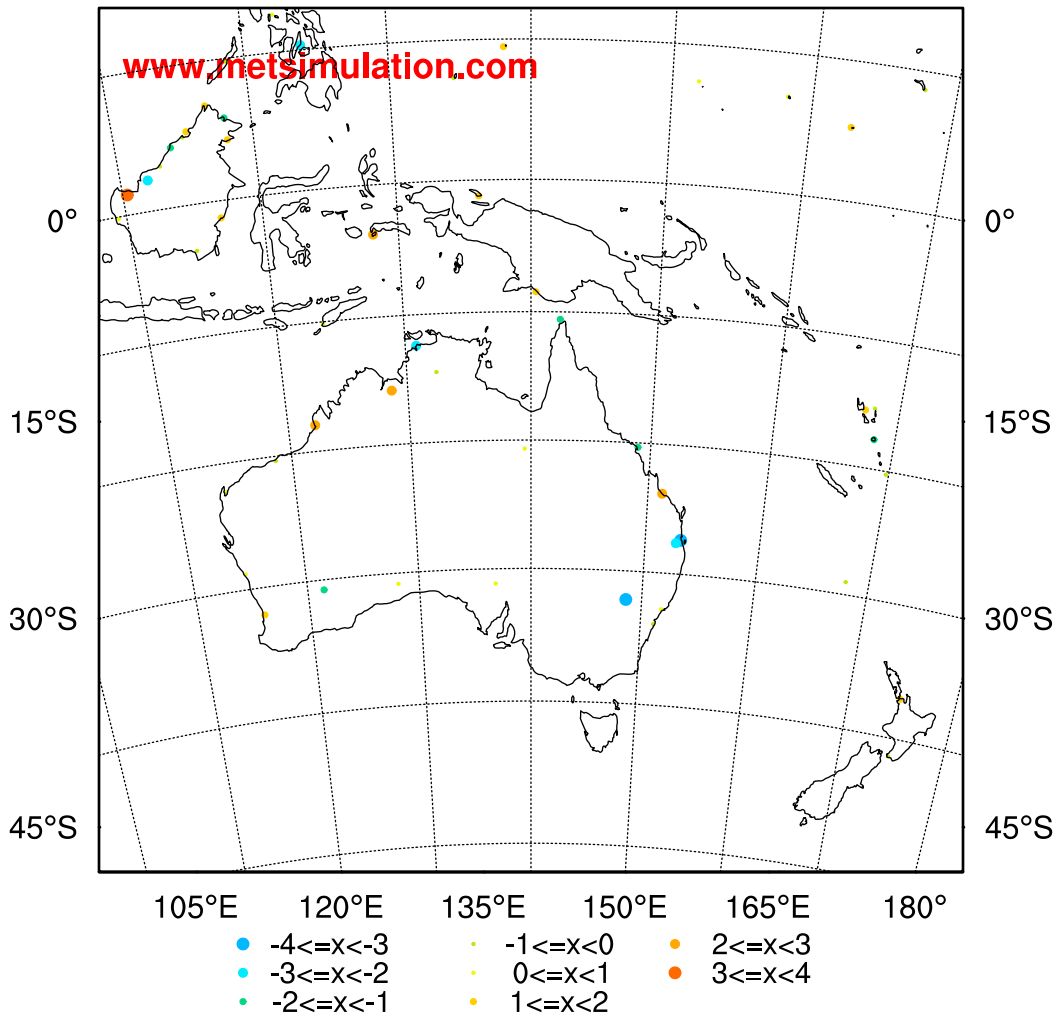 www.metsimulation.com
0° 0°
15°S 15°S
30°S 30°S
45°S 45°S
105°E 120°E 135°E 150°E 165°E 180°
-4<=x<-3 -1<=x<0 2<=x<3
-3<=x<-2 0<=x<1 3<=x<4
-2<=x<-1 1<=x<2